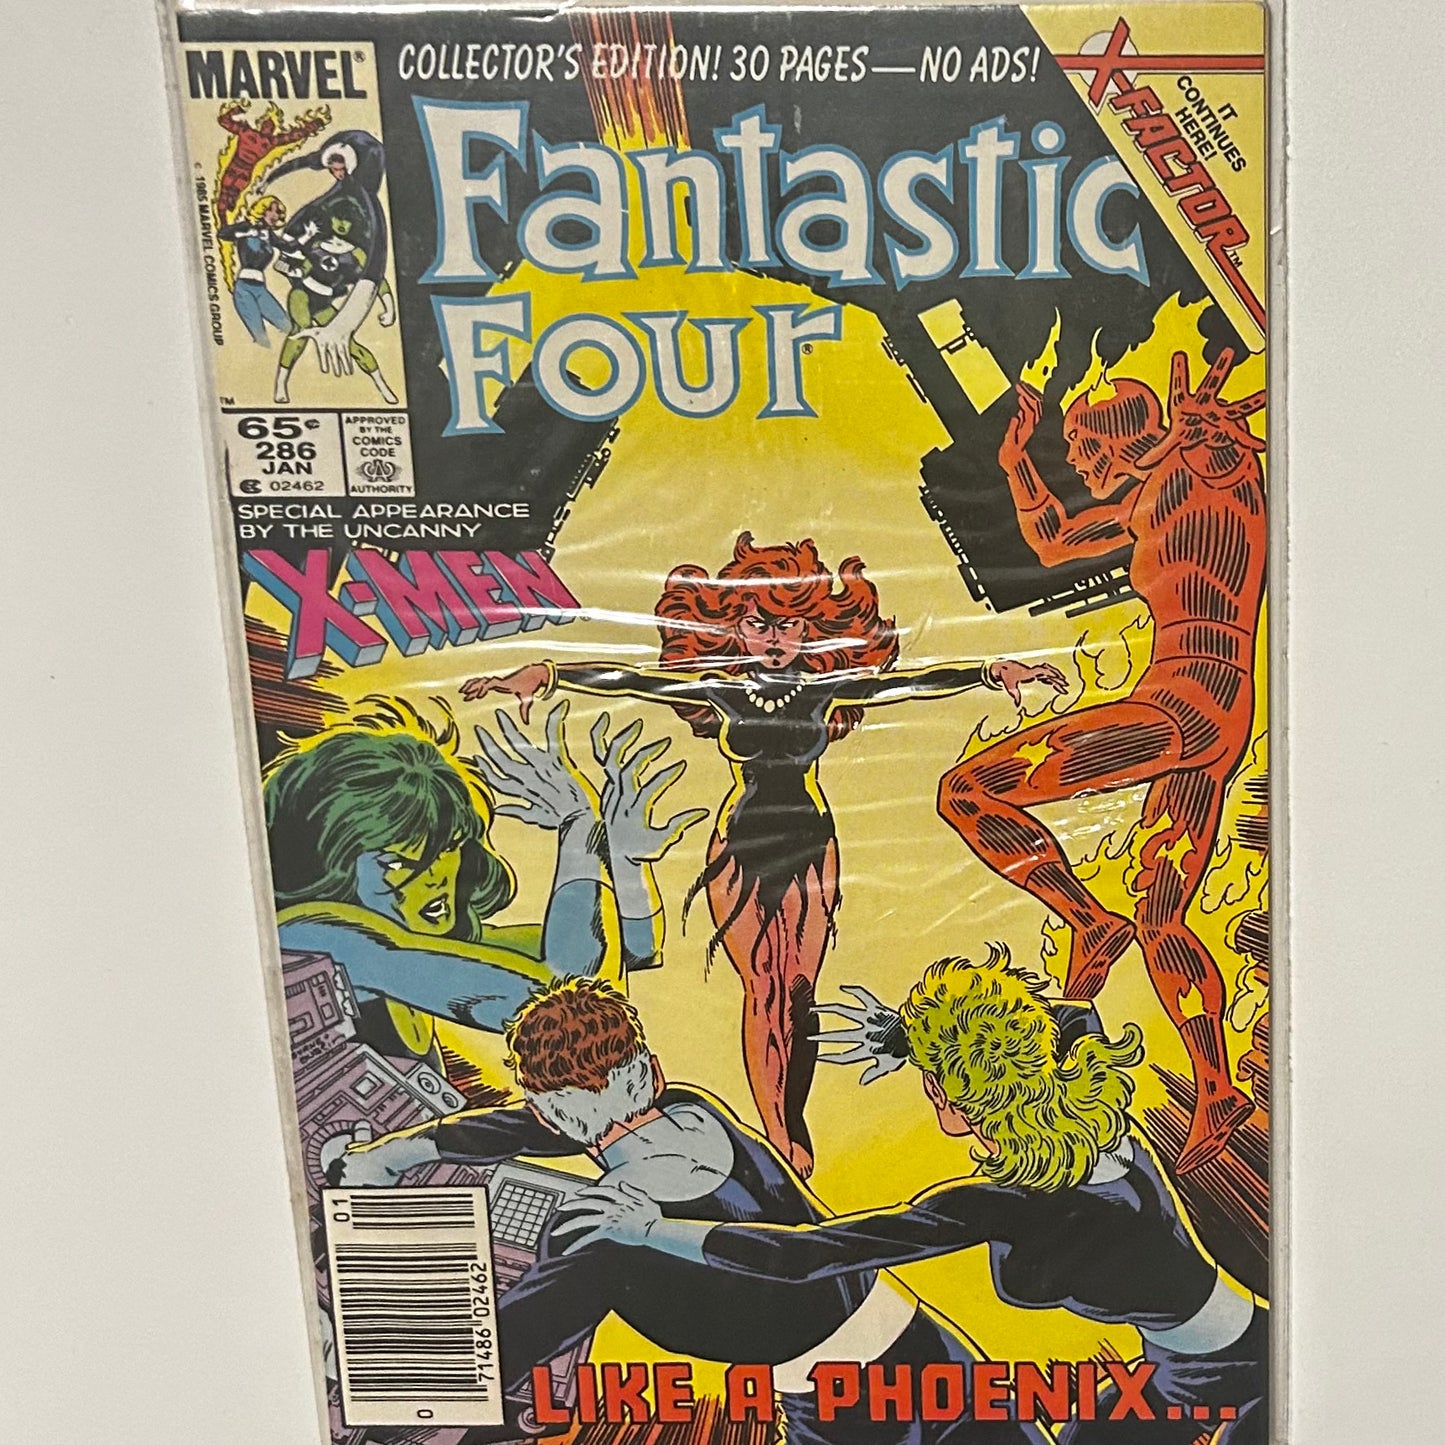 MARVEL®
COLLECTOR'S EDITION! 30 PAGES—NO ADS!
IT
CONTINUES
HERE!
X-FACTOR™
Fantastic
Four®
© 1985 MARVEL COMICS GROUP
TM
65¢
286
JAN
02462
APPROVED
BY THE
COMICS
CODE
AUTHORITY
SPECIAL APPEARANCE
BY THE UNCANNY
X-MEN
01
71486 02462
0
LIKE A PHOENIX...